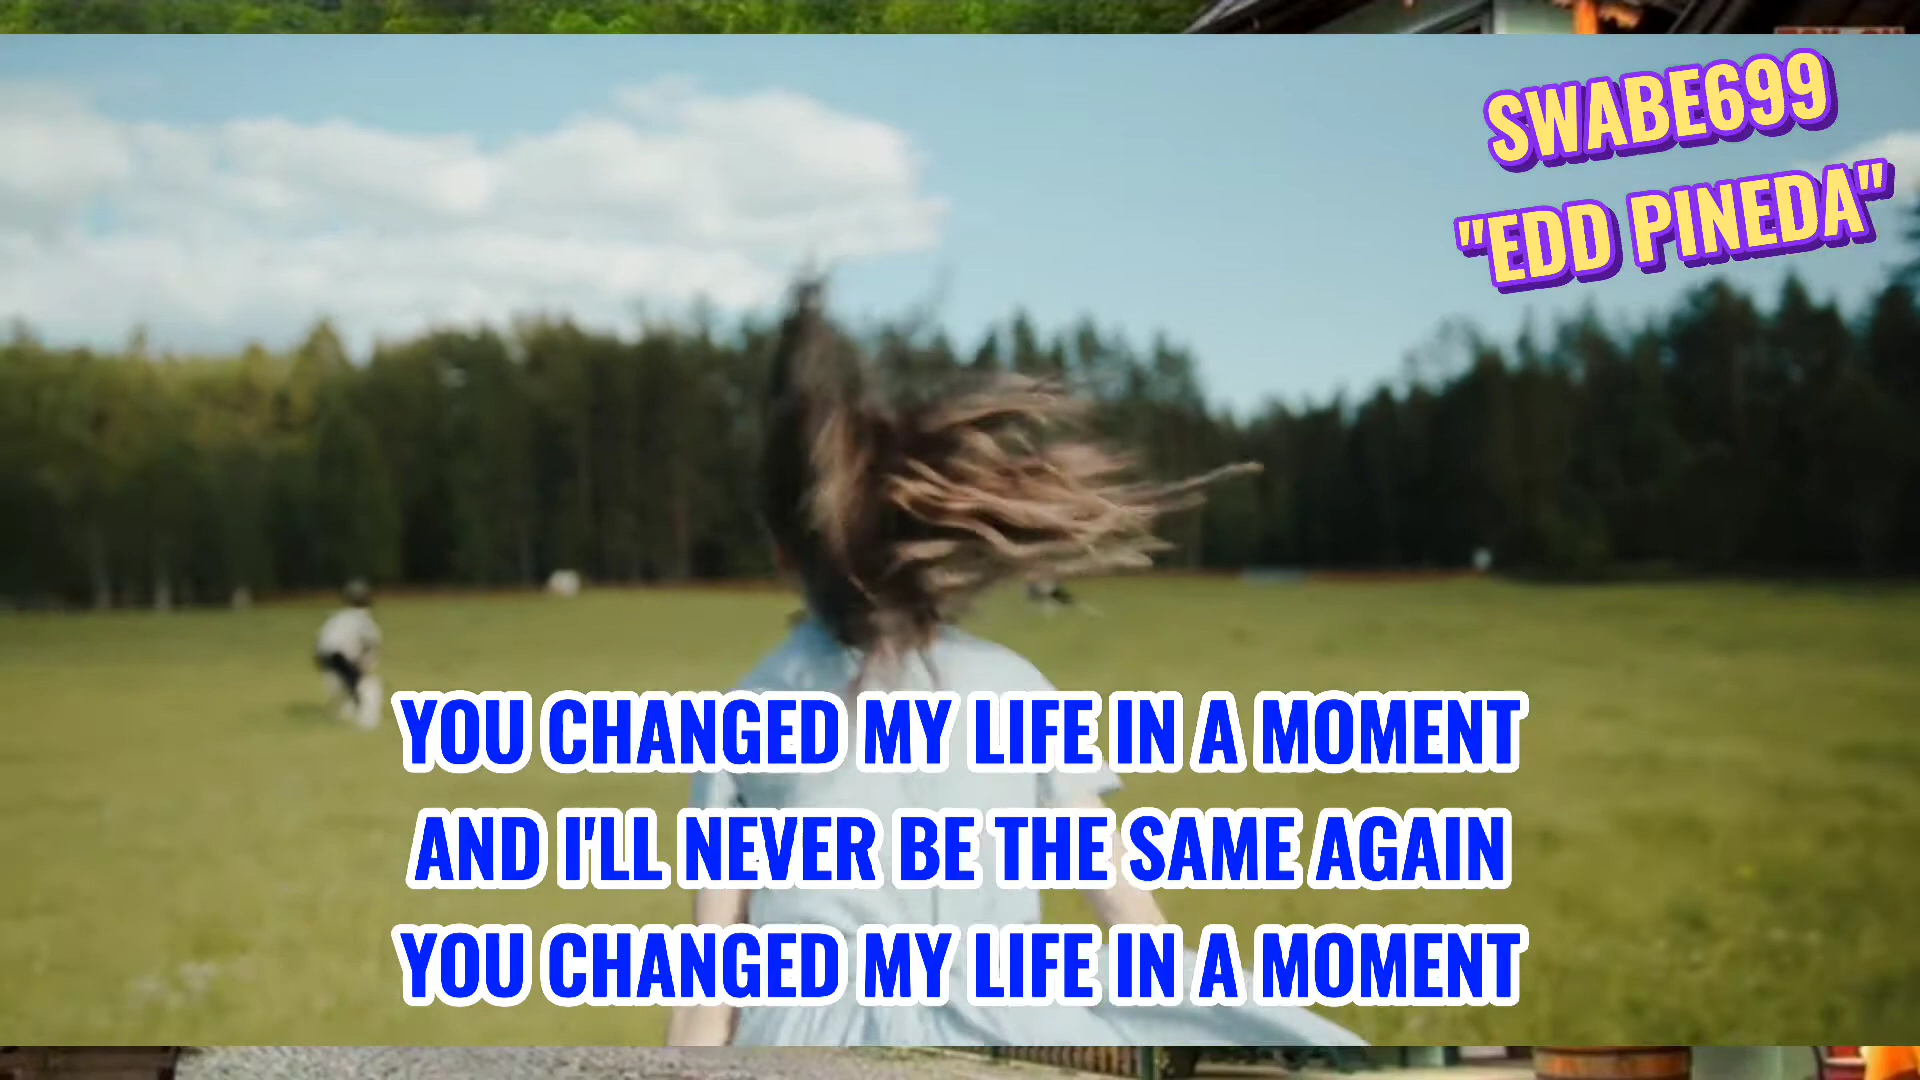 SWABE699
"EDD PINEDA"
YOU CHANGED MY LIFE IN A MOMENT
AND I'LL NEVER BE THE SAME AGAIN
YOU CHANGED MY LIFE IN A MOMENT